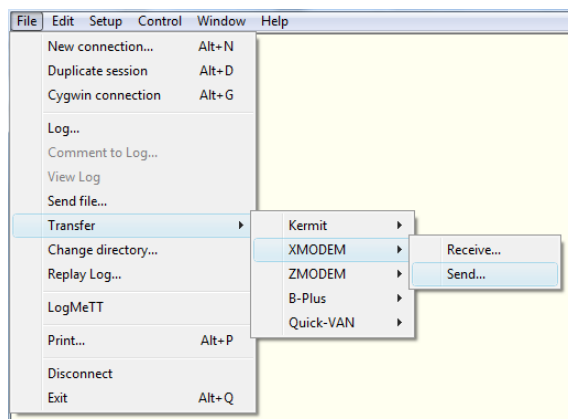 File Edit Setup Control Window Help
New connection... Alt+N
Duplicate session Alt+D
Cygwin connection Alt+G
Log...
Comment to Log...
View Log
Send file...
Transfer
Change directory...
Replay Log...
LogMeTT
Print... Alt+P
Disconnect
Exit Alt+Q
Kermit
XMODEM
ZMODEM
B-Plus
Quick-VAN
Receive...
Send...